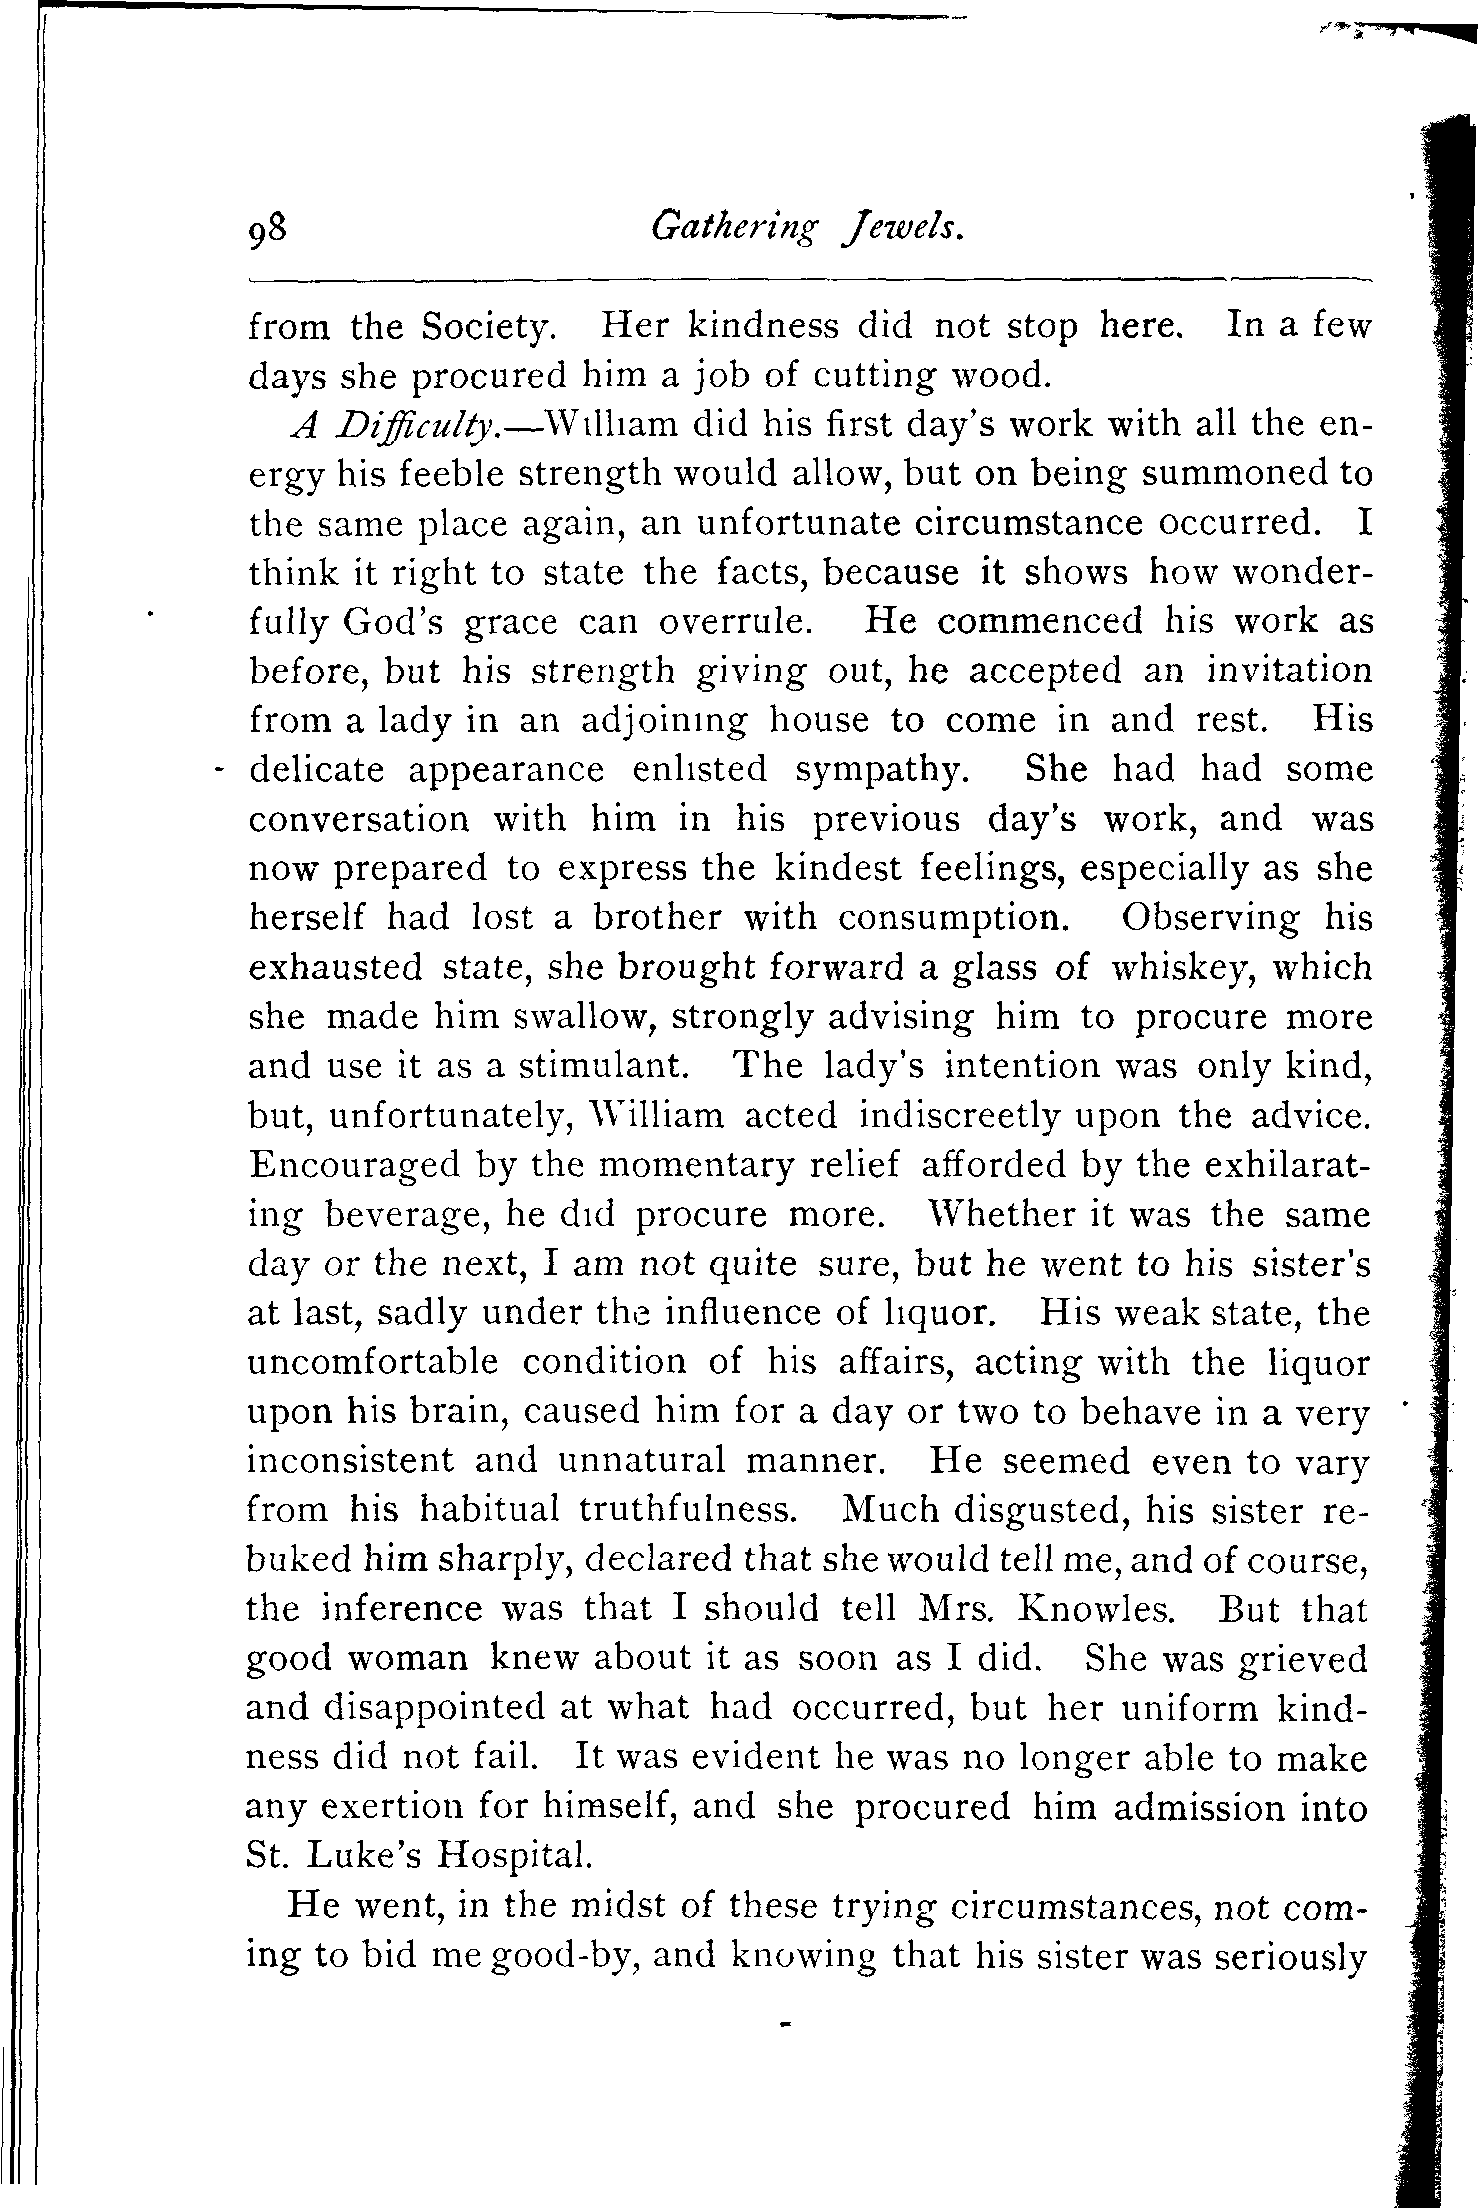 98 Gathering Jewels.
from the Society. Her kindness did not stop here. In a few
days she procured him a job of cutting wood.
A Difficulty.—William did his first day's work with all the en-
ergy his feeble strength would allow, but on being summoned to
the same place again, an unfortunate circumstance occurred. I
think it right to state the facts, because it shows how wonder-
fully God's grace can overrule. He commenced his work as
before, but his strength giving out, he accepted an invitation
from a lady in an adjoining house to come in and rest. His
delicate appearance enlisted sympathy. She had had some
conversation with him in his previous day's work, and was
now prepared to express the kindest feelings, especially as she
herself had lost a brother with consumption. Observing his
exhausted state, she brought forward a glass of whiskey, which
she made him swallow, strongly advising him to procure more
and use it as a stimulant. The lady's intention was only kind,
but, unfortunately, William acted indiscreetly upon the advice.
Encouraged by the momentary relief afforded by the exhilarat-
ing beverage, he did procure more. Whether it was the same
day or the next, I am not quite sure, but he went to his sister's
at last, sadly under the influence of liquor. His weak state, the
uncomfortable condition of his affairs, acting with the liquor
upon his brain, caused him for a day or two to behave in a very
inconsistent and unnatural manner. He seemed even to vary
from his habitual truthfulness. Much disgusted, his sister re-
buked him sharply, declared that she would tell me, and of course,
the inference was that I should tell Mrs. Knowles. But that
good woman knew about it as soon as I did. She was grieved
and disappointed at what had occurred, but her uniform kind-
ness did not fail. It was evident he was no longer able to make
any exertion for himself, and she procured him admission into
St. Luke's Hospital.
He went, in the midst of these trying circumstances, not com-
ing to bid me good-by, and knowing that his sister was seriously